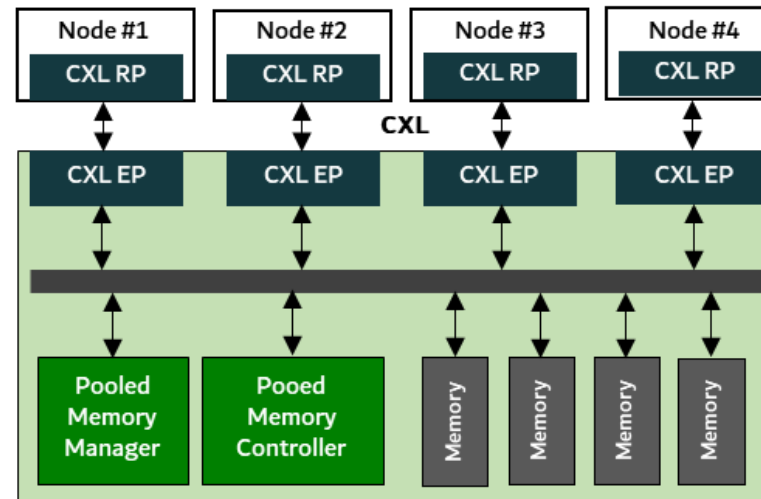 Node #1
Node #2
Node #3
Node #4
CXL RP
CXL RP
CXL RP
CXL RP
CXL
CXL EP
CXL EP
CXL EP
CXL EP
Pooled
Memory
Manager
Pooed
Memory
Controller
Memory
Memory
Memory
Memory